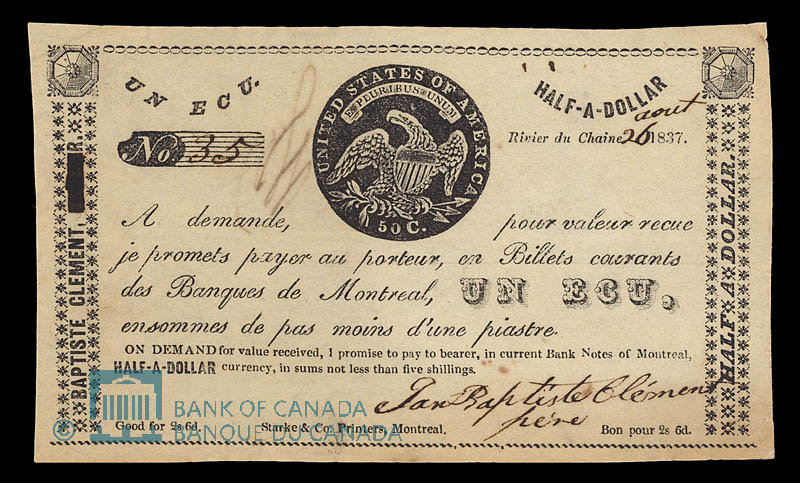 UN ECU.
HALF-A-DOLLAR
UNITED STATES OF AMERICA
E PLURIBUS UNUM
50 C.
No 35
Rivier du Chaine 26 aout 1837.
A demande, pour valeur recue
je promets payer au porteur, en Billets courants
des Banques de Montreal, UN ECU,
ensommes de pas moins d'une piastre.
ON DEMAND for value received, I promise to pay to bearer, in current Bank Notes of Montreal,
HALF-A-DOLLAR currency, in sums not less than five shillings.
Jan Baptiste Clément
père
Good for 2s 6d. Starke & Co. Printers, Montreal. Bon pour 2s 6d.
BAPTISTE CLEMENT, R.
HALF A DOLLAR.
© BANK OF CANADA
BANQUE DU CANADA